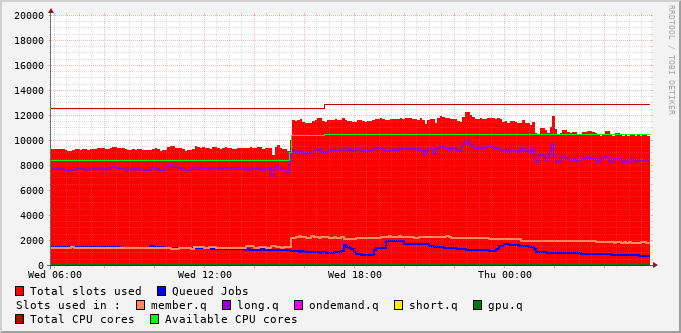 20000
18000
16000
14000
12000
10000
8000
6000
4000
2000
0
Wed 06:00 Wed 12:00 Wed 18:00 Thu 00:00
Total slots used Queued Jobs
Slots used in : member.q long.q ondemand.q short.q gpu.q
Total CPU cores Available CPU cores
RRDTOOL / TOBI OETIKER